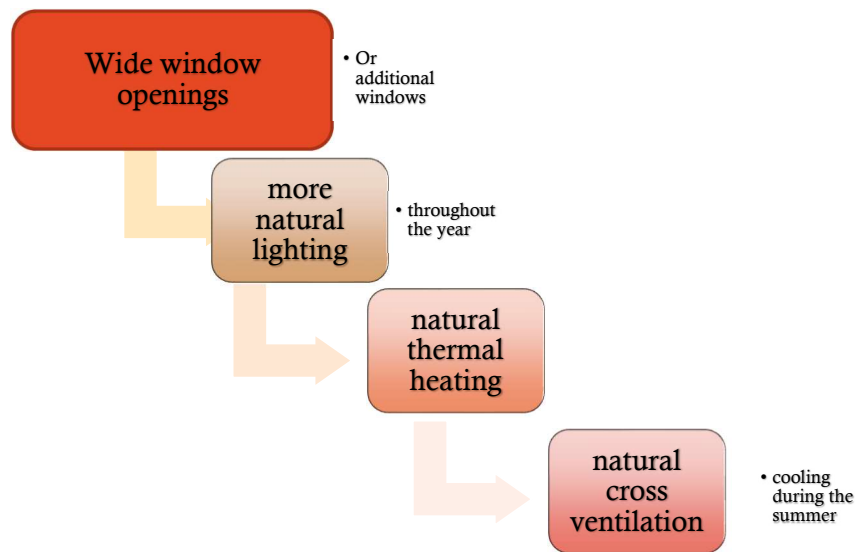 Wide window
openings
• Or
additional
windows
more
natural
lighting
• throughout
the year
natural
thermal
heating
natural
cross
ventilation
• cooling
during the
summer